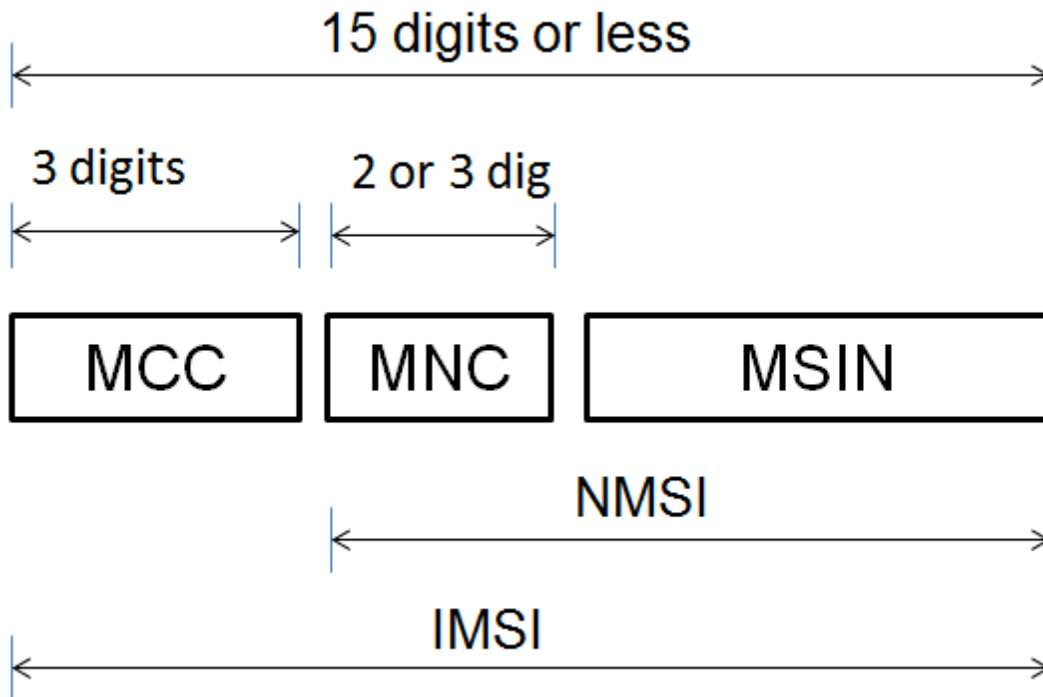 15 digits or less
3 digits
2 or 3 dig
MCC
MNC
MSIN
NMSI
IMSI